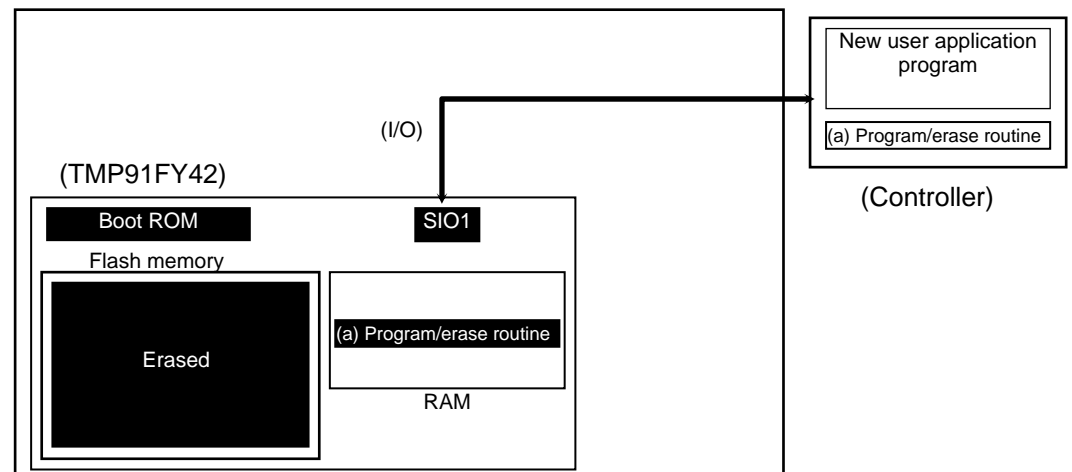 New user application
program
(I/O)
(a) Program/erase routine
(TMP91FY42)
(Controller)
Boot ROM
SIO1
Flash memory
(a) Program/erase routine
Erased
RAM